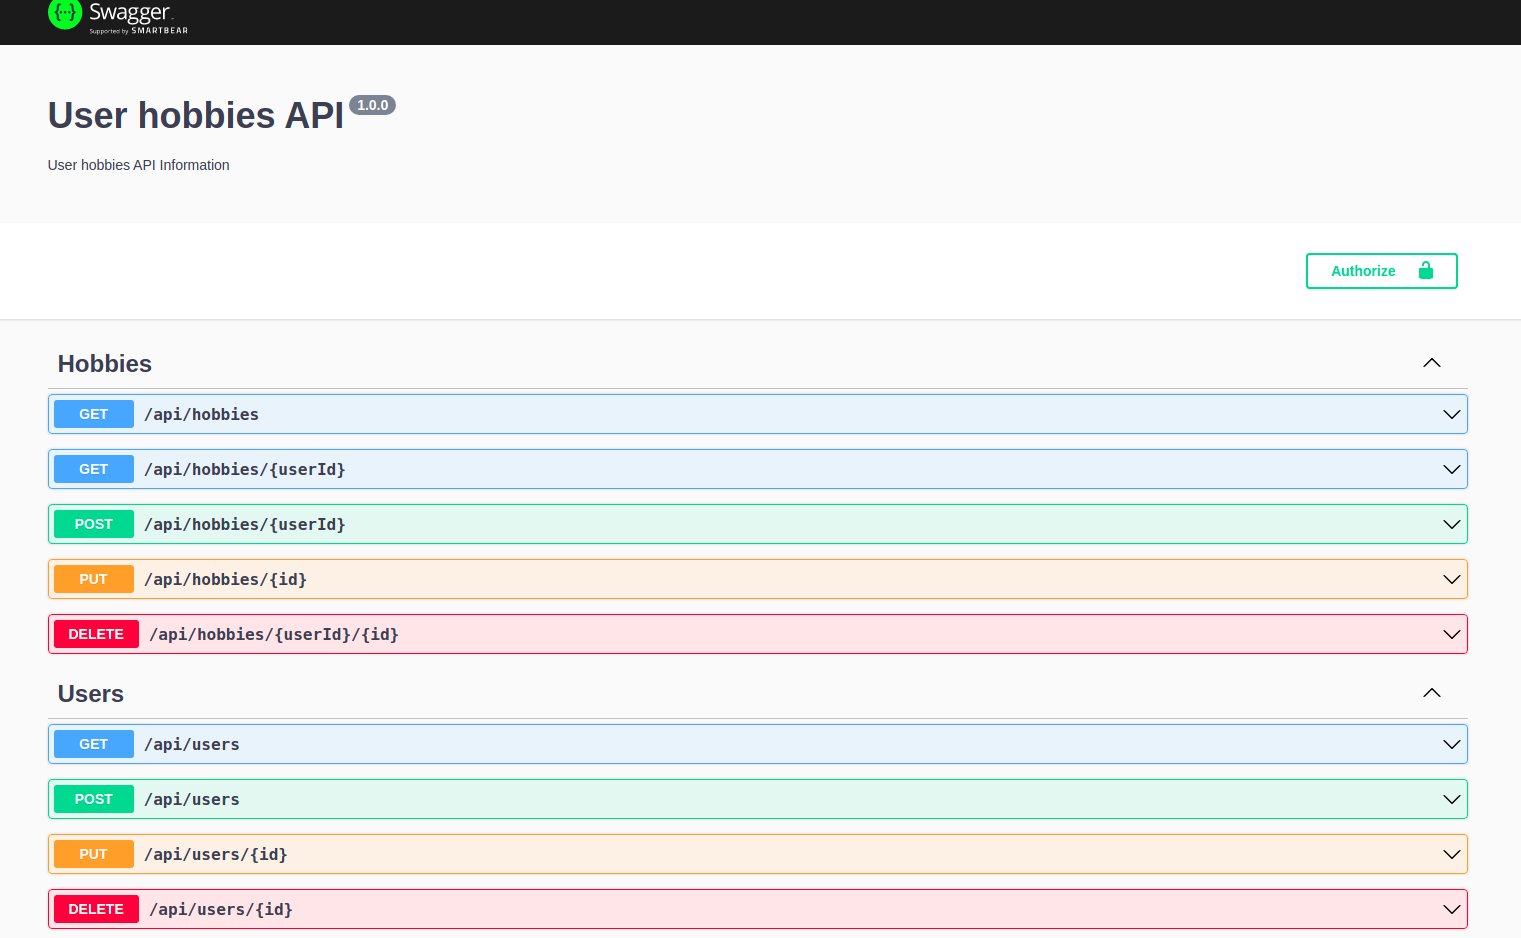 {···} Swagger
Supported by SMARTBEAR
User hobbies API 1.0.0
User hobbies API Information
Authorize
Hobbies
GET /api/hobbies
GET /api/hobbies/{userId}
POST /api/hobbies/{userId}
PUT /api/hobbies/{id}
DELETE /api/hobbies/{userId}/{id}
Users
GET /api/users
POST /api/users
PUT /api/users/{id}
DELETE /api/users/{id}